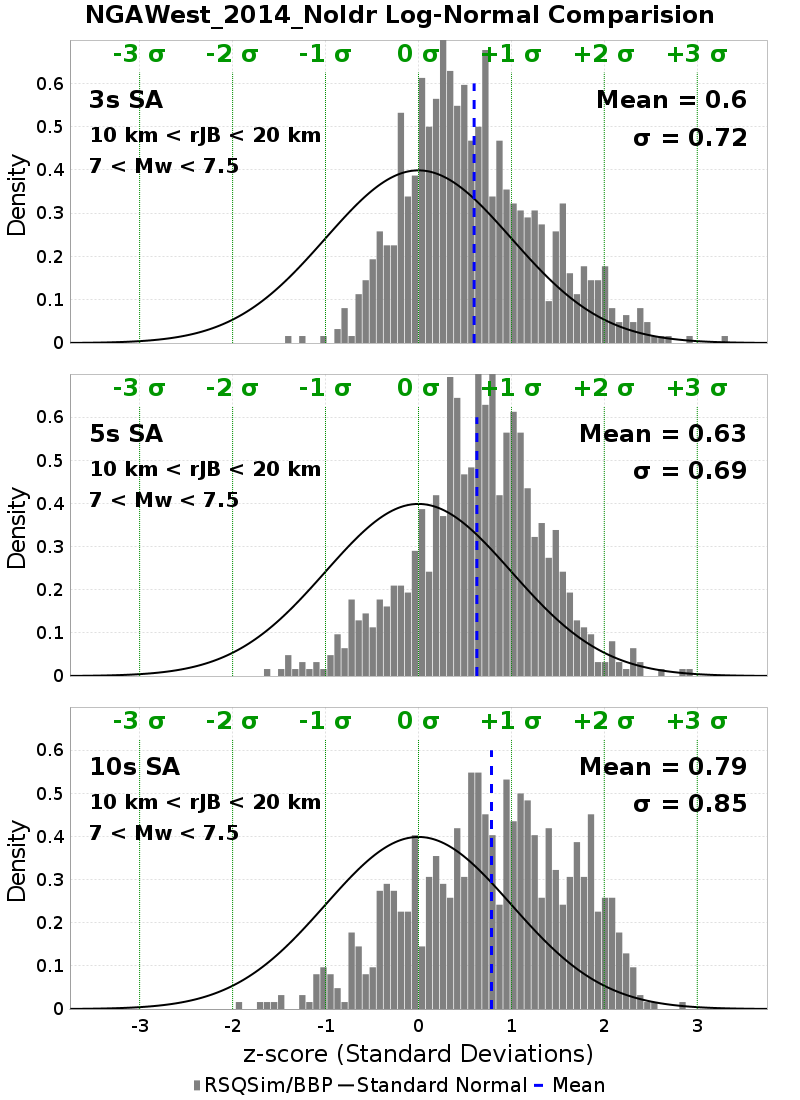 NGAWest_2014_NoIdr Log-Normal Comparision
-3 σ -2 σ -1 σ 0 σ +1 σ +2 σ +3 σ
0.6
3s SA Mean = 0.6
0.5
10 km < rJB < 20 km σ = 0.72
7 < Mw < 7.5
0.4
0.3
0.2
0.1
0
Density
-3 σ -2 σ -1 σ 0 σ +1 σ +2 σ +3 σ
0.6
5s SA Mean = 0.63
0.5
10 km < rJB < 20 km σ = 0.69
7 < Mw < 7.5
0.4
0.3
0.2
0.1
0
Density
-3 σ -2 σ -1 σ 0 σ +1 σ +2 σ +3 σ
0.6
10s SA Mean = 0.79
0.5
10 km < rJB < 20 km σ = 0.85
7 < Mw < 7.5
0.4
0.3
0.2
0.1
0
Density
-3 -2 -1 0 1 2 3
z-score (Standard Deviations)
RSQSim/BBP Standard Normal Mean